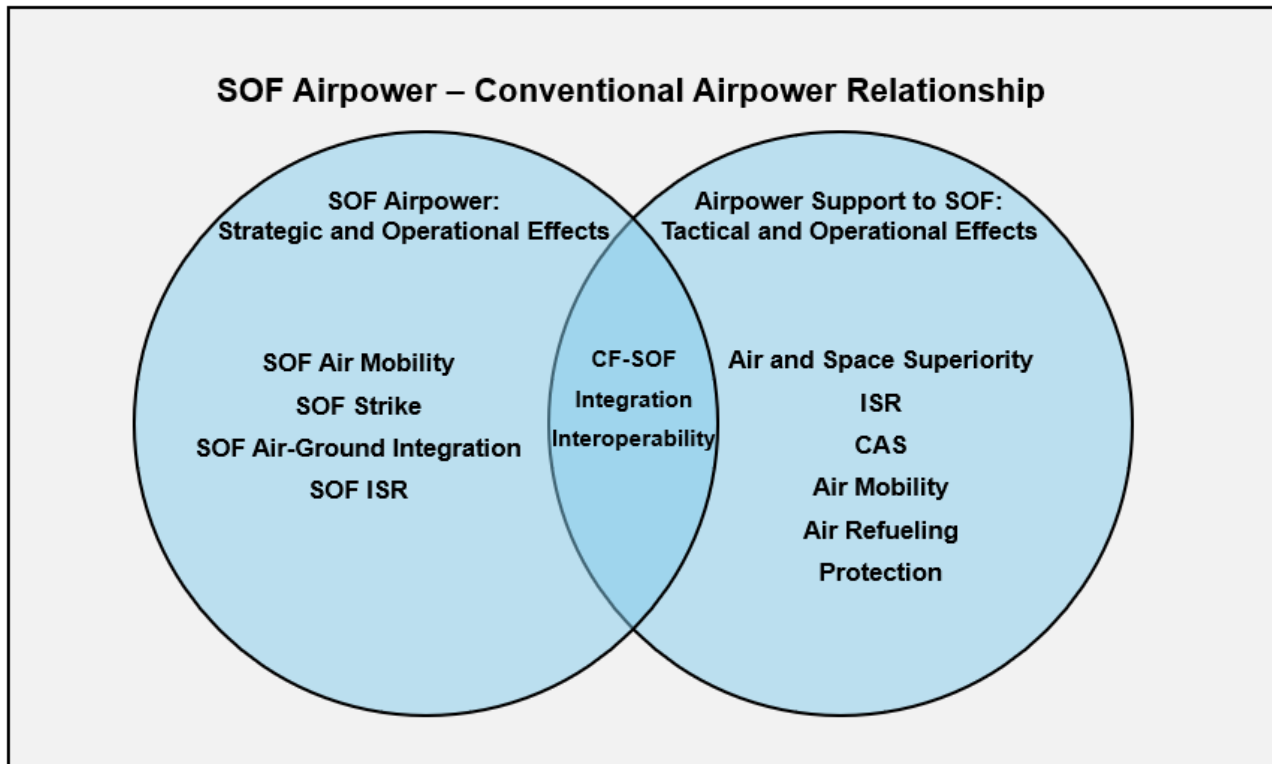 SOF Airpower – Conventional Airpower Relationship
SOF Airpower:
Strategic and Operational Effects
SOF Air Mobility
SOF Strike
SOF Air-Ground Integration
SOF ISR
CF-SOF
Integration
Interoperability
Airpower Support to SOF:
Tactical and Operational Effects
Air and Space Superiority
ISR
CAS
Air Mobility
Air Refueling
Protection